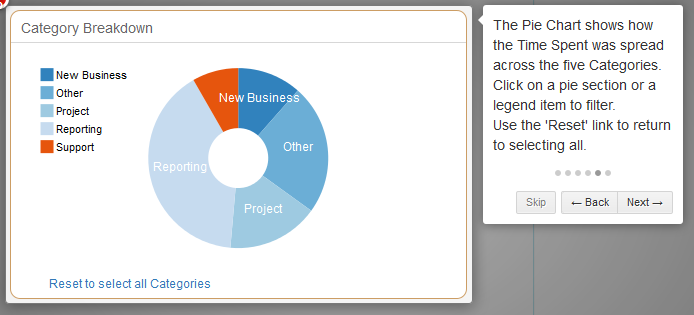 Category Breakdown
New Business
Other
Project
Reporting
Support
New Business
Other
Reporting
Project
Reset to select all Categories
The Pie Chart shows how
the Time Spent was spread
across the five Categories.
Click on a pie section or a
legend item to filter.
Use the 'Reset' link to return
to selecting all.
Skip
← Back
Next →